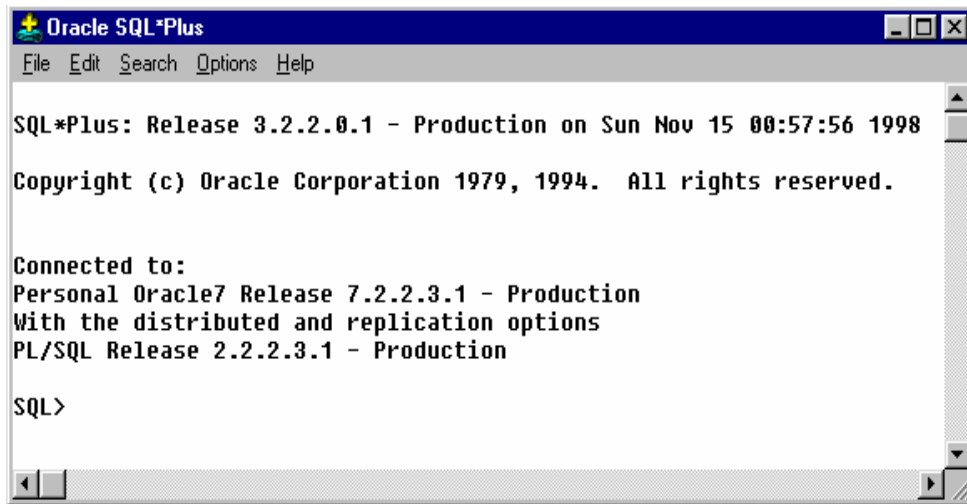 Oracle SQL*Plus
File Edit Search Options Help
SQL*Plus: Release 3.2.2.0.1 - Production on Sun Nov 15 00:57:56 1998
Copyright (c) Oracle Corporation 1979, 1994.  All rights reserved.
Connected to:
Personal Oracle7 Release 7.2.2.3.1 - Production
With the distributed and replication options
PL/SQL Release 2.2.2.3.1 - Production
SQL>